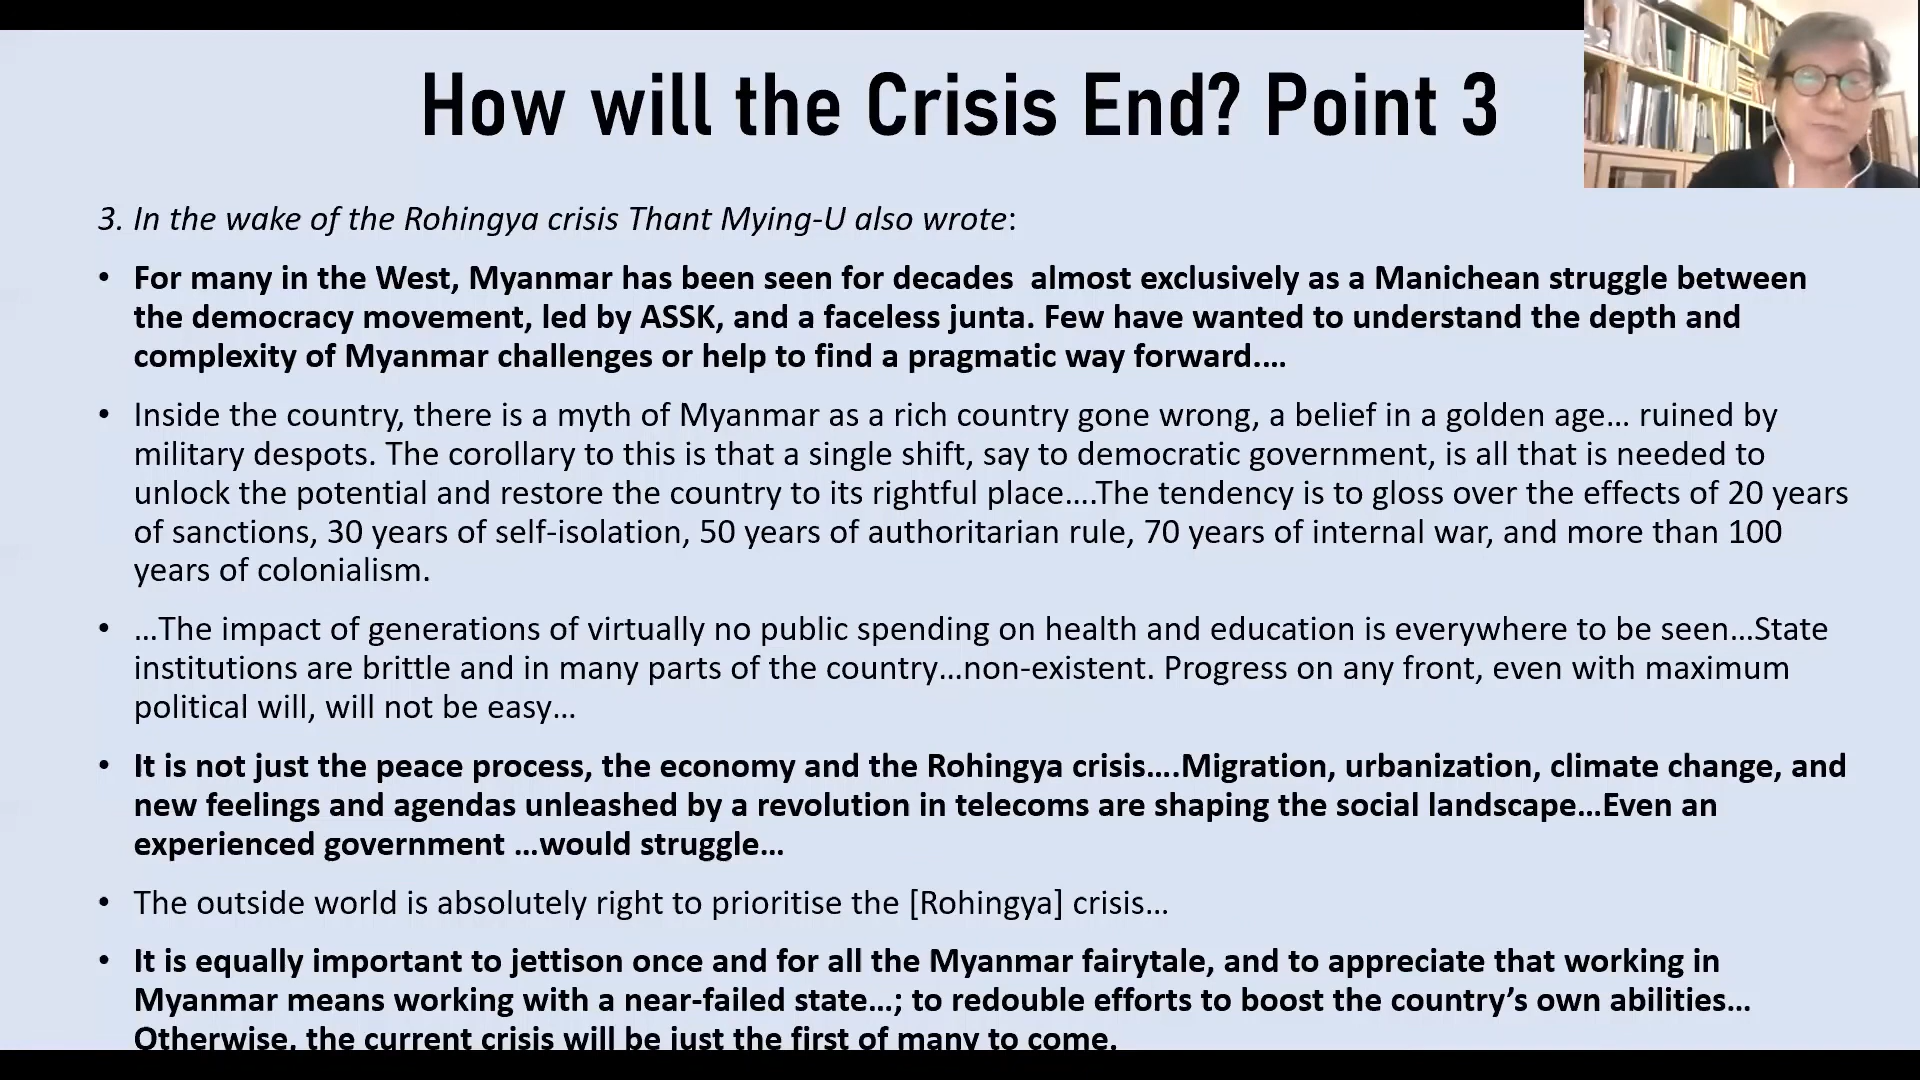 How will the Crisis End? Point 3
3. In the wake of the Rohingya crisis Thant Mying-U also wrote:
• For many in the West, Myanmar has been seen for decades  almost exclusively as a Manichean struggle between
the democracy movement, led by ASSK, and a faceless junta. Few have wanted to understand the depth and
complexity of Myanmar challenges or help to find a pragmatic way forward.…
• Inside the country, there is a myth of Myanmar as a rich country gone wrong, a belief in a golden age… ruined by
military despots. The corollary to this is that a single shift, say to democratic government, is all that is needed to
unlock the potential and restore the country to its rightful place….The tendency is to gloss over the effects of 20 years
of sanctions, 30 years of self-isolation, 50 years of authoritarian rule, 70 years of internal war, and more than 100
years of colonialism.
• …The impact of generations of virtually no public spending on health and education is everywhere to be seen…State
institutions are brittle and in many parts of the country…non-existent. Progress on any front, even with maximum
political will, will not be easy…
• It is not just the peace process, the economy and the Rohingya crisis….Migration, urbanization, climate change, and
new feelings and agendas unleashed by a revolution in telecoms are shaping the social landscape…Even an
experienced government …would struggle…
• The outside world is absolutely right to prioritise the [Rohingya] crisis…
• It is equally important to jettison once and for all the Myanmar fairytale, and to appreciate that working in
Myanmar means working with a near-failed state…; to redouble efforts to boost the country’s own abilities…
Otherwise, the current crisis will be just the first of many to come.